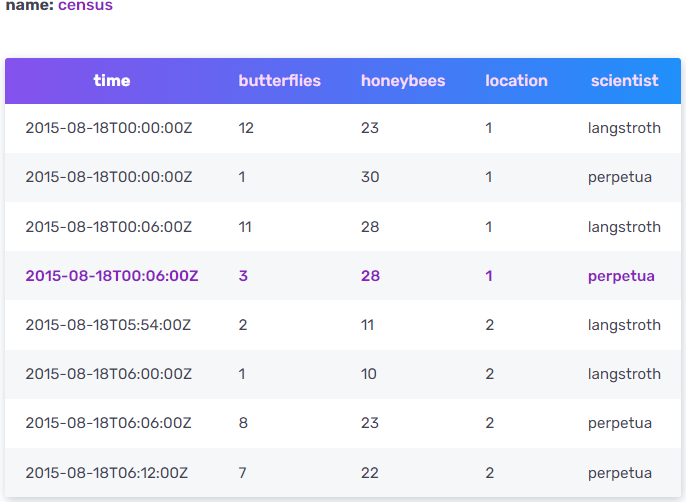 name: census
time butterflies honeybees location scientist
2015-08-18T00:00:00Z 12 23 1 langstroth
2015-08-18T00:00:00Z 1 30 1 perpetua
2015-08-18T00:06:00Z 11 28 1 langstroth
2015-08-18T00:06:00Z 3 28 1 perpetua
2015-08-18T05:54:00Z 2 11 2 langstroth
2015-08-18T06:00:00Z 1 10 2 langstroth
2015-08-18T06:06:00Z 8 23 2 perpetua
2015-08-18T06:12:00Z 7 22 2 perpetua